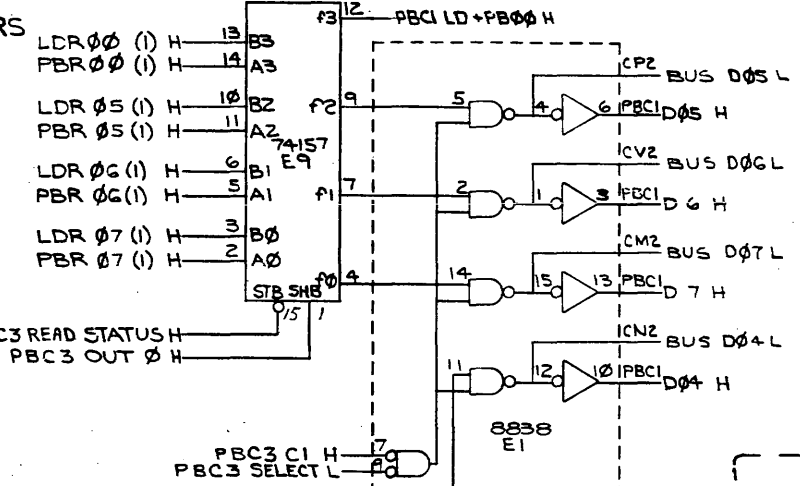 RS
f3 12 PBC1 LD + PBØØ H
LDR ØØ (1) H 13 B3
PBR ØØ (1) H 14 A3
CP2 BUS DØ5 L
LDR Ø5 (1) H 1Ø B2 f2 9 5 4 6 PBC1 DØ5 H
PBR Ø5 (1) H 11 A2
74157
E9
CV2 BUS DØ6 L
LDR Ø6 (1) H 6 B1
PBR Ø6 (1) H 5 A1 f1 7 2 1 3 PBC1 D 6 H
LDR Ø7 (1) H 3 BØ
CM2 BUS DØ7 L
PBR Ø7 (1) H 2 AØ
fØ 4 14 15 13 PBC1 D 7 H
STB SHB
15 1
C3 READ STATUS H
CN2 BUS DØ4 L
PBC3 OUT Ø H
11 12 1Ø PBC1 DØ4 H
8838
E1
PBC3 C1 H 7
PBC3 SELECT L 9